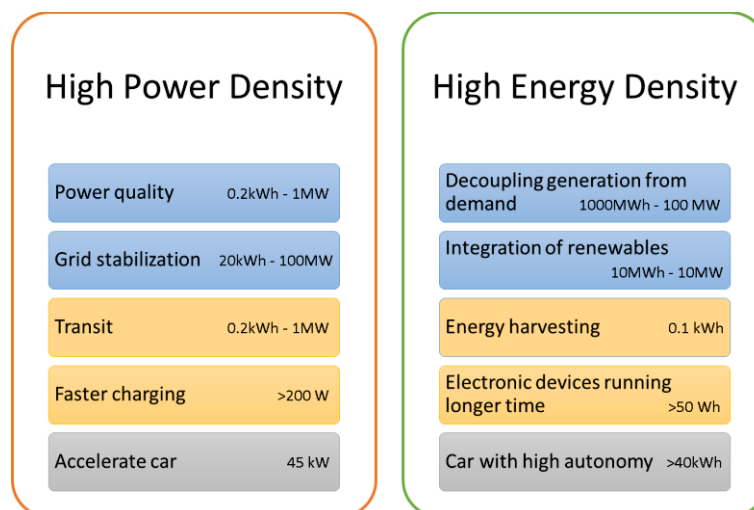 High Power Density
Power quality 0.2kWh - 1MW
Grid stabilization 20kWh - 100MW
Transit 0.2kWh - 1MW
Faster charging >200 W
Accelerate car 45 kW
High Energy Density
Decoupling generation from
demand 1000MWh - 100 MW
Integration of renewables
10MWh - 10MW
Energy harvesting 0.1 kWh
Electronic devices running
longer time >50 Wh
Car with high autonomy >40kWh